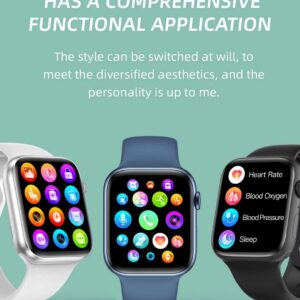 HAS A COMPREHENSIVE
FUNCTIONAL APPLICATION
The style can be switched at will, to
meet the diversified aesthetics, and the
personality is up to me.
Heart Rate
Blood Oxygen
Blood Pressure
Sleep